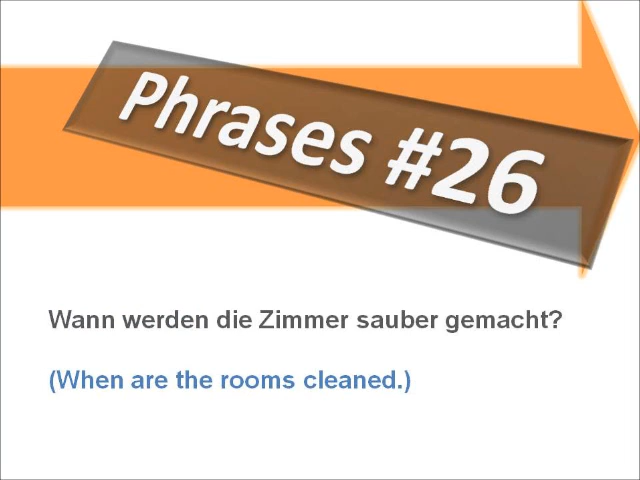 Phrases #26
Wann werden die Zimmer sauber gemacht?
(When are the rooms cleaned.)